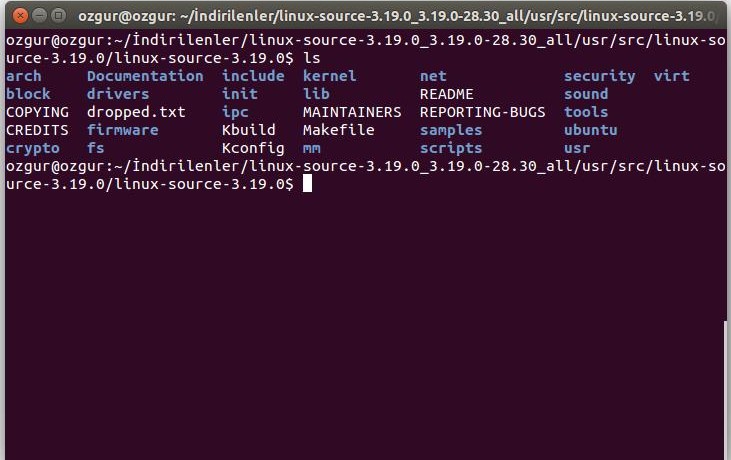 ozgur@ozgur: ~/İndirilenler/linux-source-3.19.0_3.19.0-28.30_all/usr/src/linux-source-3.19.0/
ozgur@ozgur:~/İndirilenler/linux-source-3.19.0_3.19.0-28.30_all/usr/src/linux-so
urce-3.19.0/linux-source-3.19.0$ ls
arch Documentation include kernel net security virt
block drivers init lib README sound
COPYING dropped.txt ipc MAINTAINERS REPORTING-BUGS tools
CREDITS firmware Kbuild Makefile samples ubuntu
crypto fs Kconfig mm scripts usr
ozgur@ozgur:~/İndirilenler/linux-source-3.19.0_3.19.0-28.30_all/usr/src/linux-so
urce-3.19.0/linux-source-3.19.0$